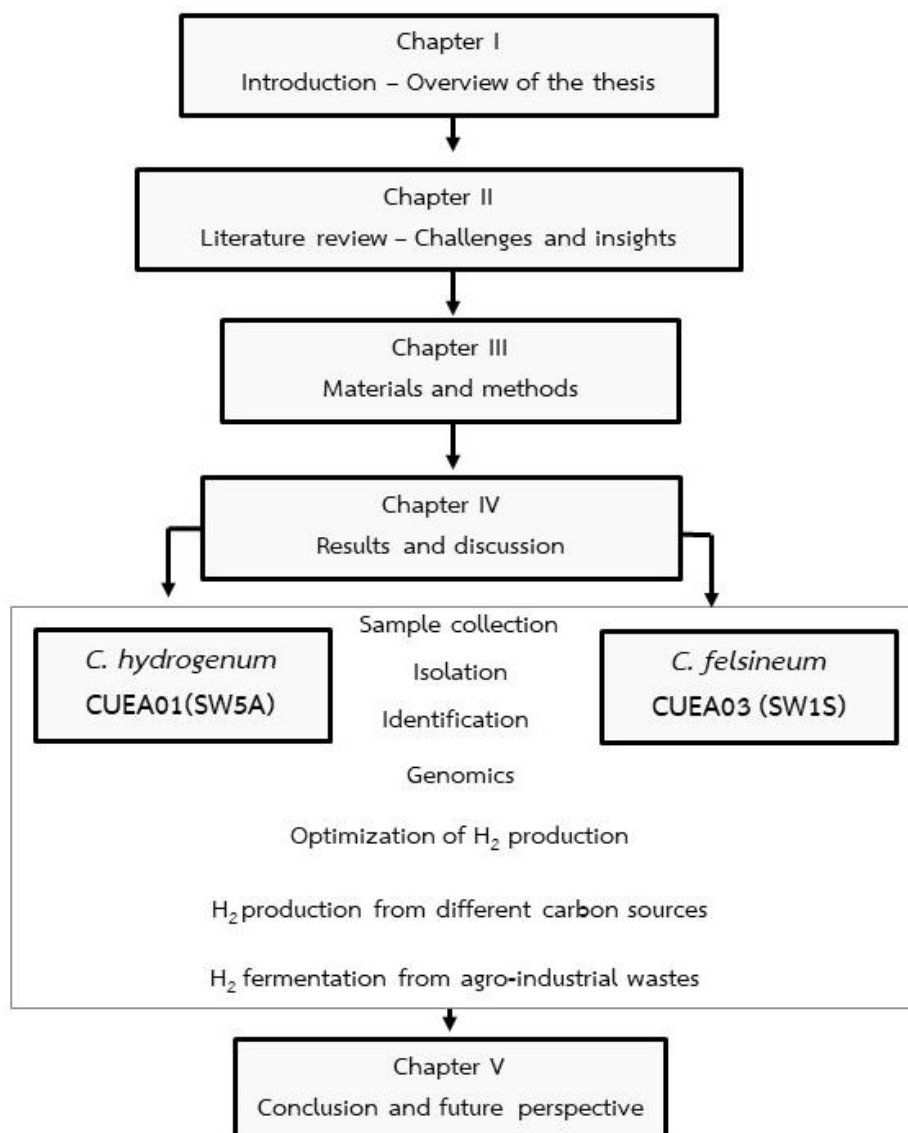 Chapter I
Introduction – Overview of the thesis
Chapter II
Literature review – Challenges and insights
Chapter III
Materials and methods
Chapter IV
Results and discussion
C. hydrogenum
CUEA01(SW5A)
Sample collection
Isolation
Identification
C. felsineum
CUEA03 (SW1S)
Genomics
Optimization of H₂ production
H₂ production from different carbon sources
H₂ fermentation from agro-industrial wastes
Chapter V
Conclusion and future perspective